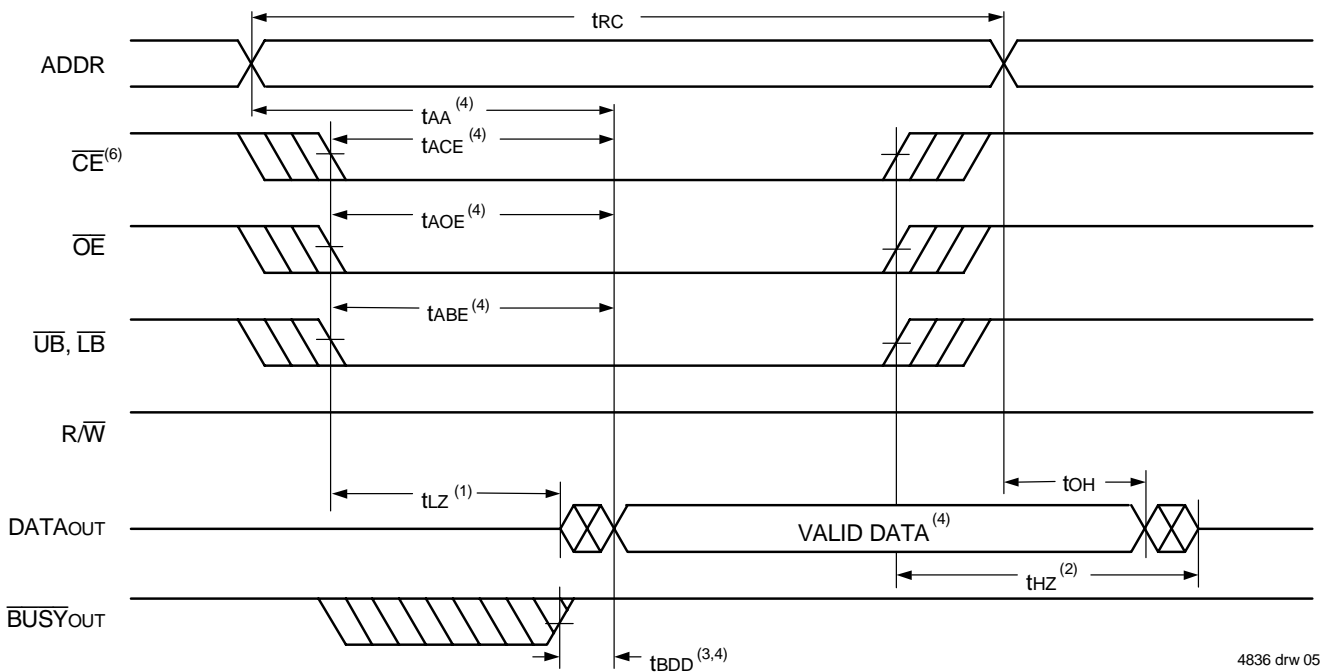 tRC
ADDR
tAA (4)
CE(6)
tACE (4)
OE
tAOE (4)
UB, LB
tABE (4)
R/W
tLZ (1)
tOH
DATAOUT
VALID DATA (4)
tHZ (2)
BUSYOUT
tBDD (3,4)
4836 drw 05